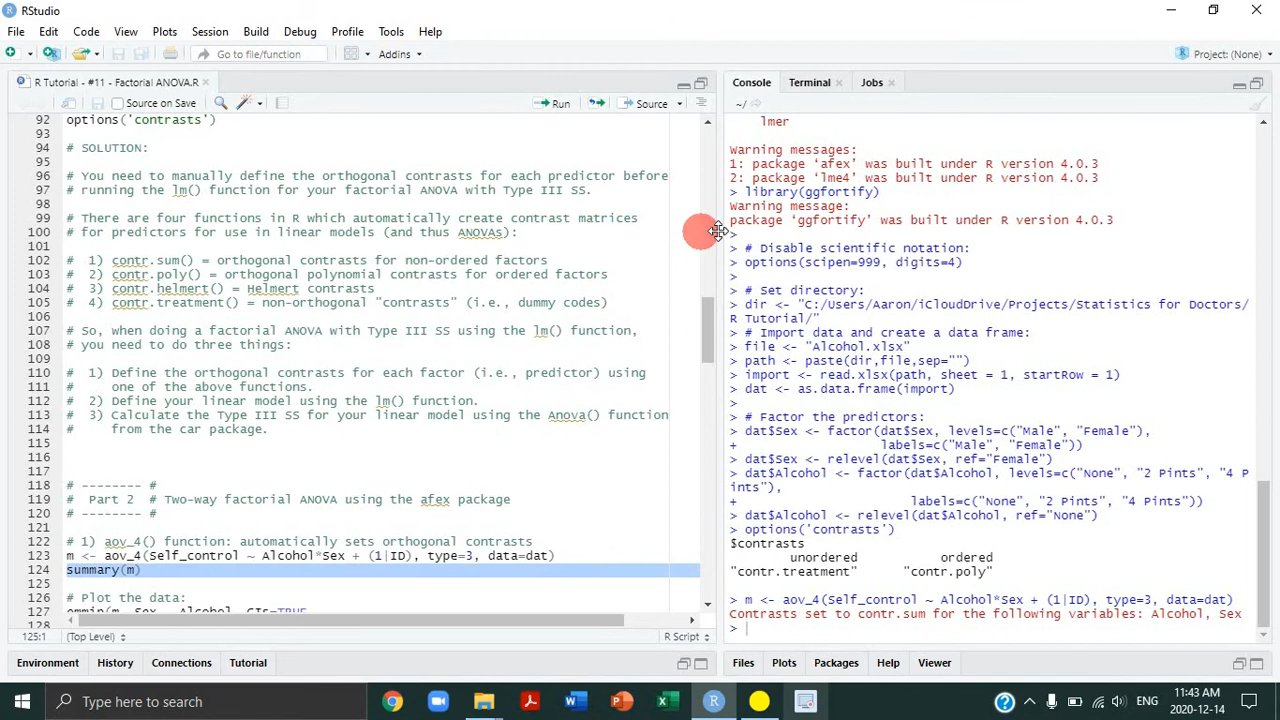 RStudio
File Edit Code View Plots Session Build Debug Profile Tools Help
Go to file/function Addins Project: (None)
R Tutorial - #11 - Factorial ANOVA.R
Source on Save Run Source
92 options('contrasts')
93
94 # SOLUTION:
95
96 # You need to manually define the orthogonal contrasts for each predictor before
97 # running the lm() function for your factorial ANOVA with Type III SS.
98
99 # There are four functions in R which automatically create contrast matrices
100 # for predictors for use in linear models (and thus ANOVAs):
101
102 # 1) contr.sum() = orthogonal contrasts for non-ordered factors
103 # 2) contr.poly() = orthogonal polynomial contrasts for ordered factors
104 # 3) contr.helmert() = Helmert contrasts
105 # 4) contr.treatment() = non-orthogonal "contrasts" (i.e., dummy codes)
106
107 # So, when doing a factorial ANOVA with Type III SS using the lm() function,
108 # you need to do three things:
109
110 # 1) Define the orthogonal contrasts for each factor (i.e., predictor) using
111 # one of the above functions.
112 # 2) Define your linear model using the lm() function.
113 # 3) Calculate the Type III SS for your linear model using the Anova() function
114 # from the car package.
115
116
117
118 # -------- #
119 # Part 2 # Two-way factorial ANOVA using the afex package
120 # -------- #
121
122 # 1) aov_4() function: automatically sets orthogonal contrasts
123 m <- aov_4(Self_control ~ Alcohol*Sex + (1|ID), type=3, data=dat)
124 summary(m)
125
126 # Plot the data:
127 emmip(m, Sex ~ Alcohol, CIs=TRUE
128
125:1 (Top Level) R Script
Environment History Connections Tutorial
Console Terminal Jobs
~/
lmer
Warning messages:
1: package 'afex' was built under R version 4.0.3
2: package 'lme4' was built under R version 4.0.3
> library(ggfortify)
Warning message:
package 'ggfortify' was built under R version 4.0.3
>
> # Disable scientific notation:
> options(scipen=999, digits=4)
>
> # Set directory:
> dir <- "C:/Users/Aaron/iCloudDrive/Projects/Statistics for Doctors/
R Tutorial/"
> # Import data and create a data frame:
> file <- "Alcohol.xlsx"
> path <- paste(dir,file,sep="")
> import <- read.xlsx(path, sheet = 1, startRow = 1)
> dat <- as.data.frame(import)
>
> # Factor the predictors:
> dat$Sex <- factor(dat$Sex, levels=c("Male", "Female"),
+ labels=c("Male", "Female"))
> dat$Sex <- relevel(dat$Sex, ref="Female")
> dat$Alcohol <- factor(dat$Alcohol, levels=c("None", "2 Pints", "4 P
ints"),
+ labels=c("None", "2 Pints", "4 Pints"))
> dat$Alcohol <- relevel(dat$Alcohol, ref="None")
> options('contrasts')
$contrasts
unordered ordered
"contr.treatment" "contr.poly"
> m <- aov_4(Self_control ~ Alcohol*Sex + (1|ID), type=3, data=dat)
Contrasts set to contr.sum for the following variables: Alcohol, Sex
>
Files Plots Packages Help Viewer
Type here to search
ENG
11:43 AM
2020-12-14